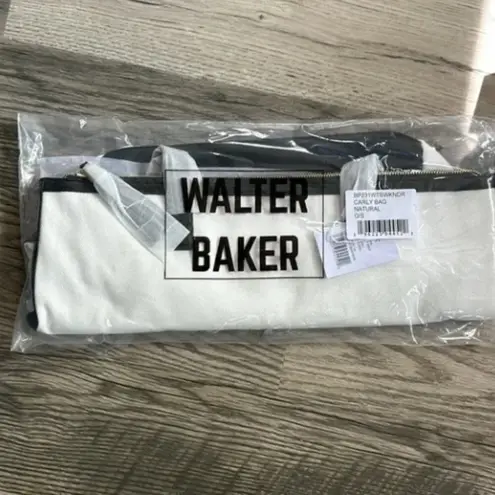 WALTER
BAKER
CARLY BAG
NATURAL
O/S